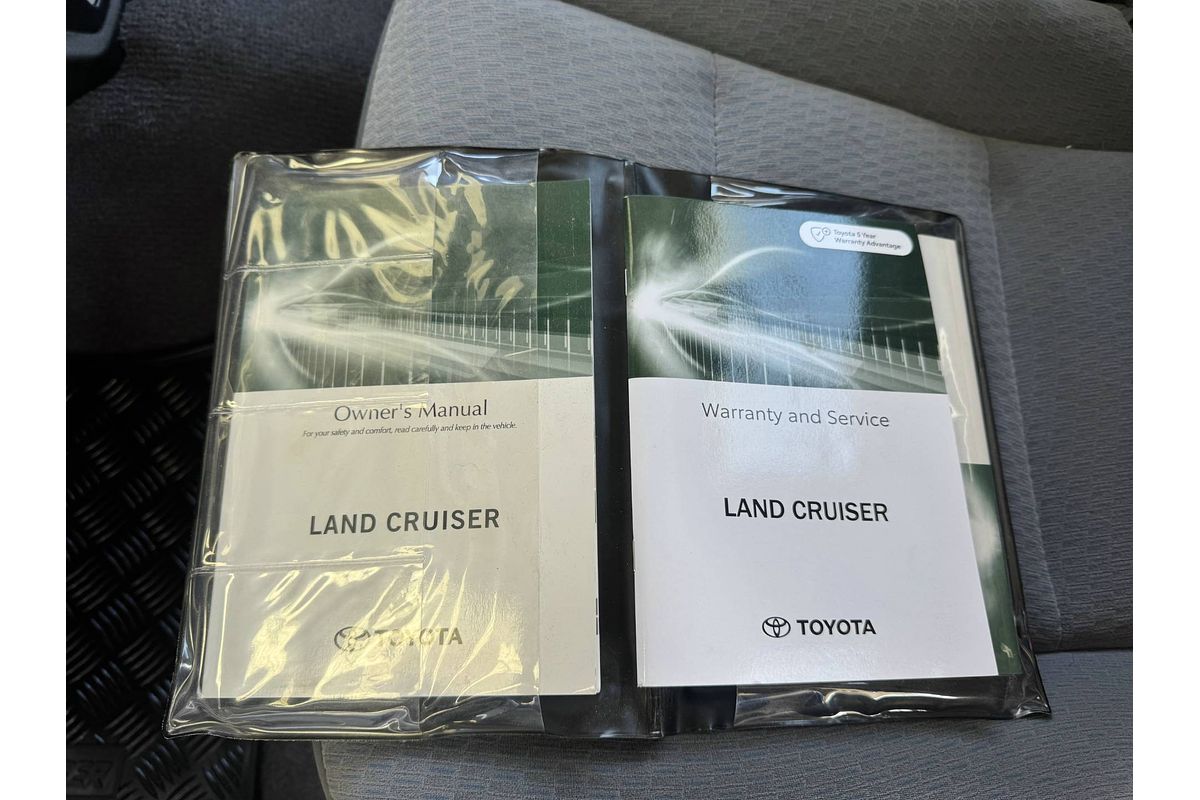 Owner's Manual
For your safety and comfort, read carefully and keep in the vehicle.
LAND CRUISER
TOYOTA
Toyota 5 Year
Warranty Advantage
Warranty and Service
LAND CRUISER
TOYOTA